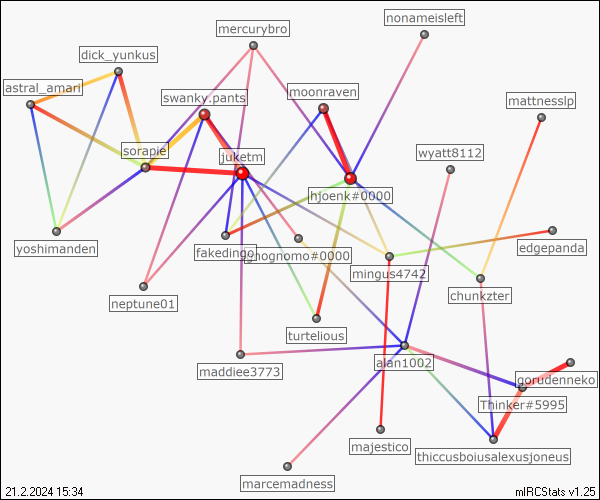 nonameisleft
mercurybro
dick_yunkus
astral_amari
swanky.pants
moonraven
mattnesslp
sorapie
juketm
wyatt8112
hjoenk#0000
yoshimanden
fakedingo
gnognomo#0000
edgepanda
mingus4742
neptune01
chunkzter
turtelious
maddiee3773
alan1002
gorudenneko
Thinker#5995
majestico
thiccusboiusalexusjoneus
marcemadness
21.2.2024 15:34
mIRCStats v1.25